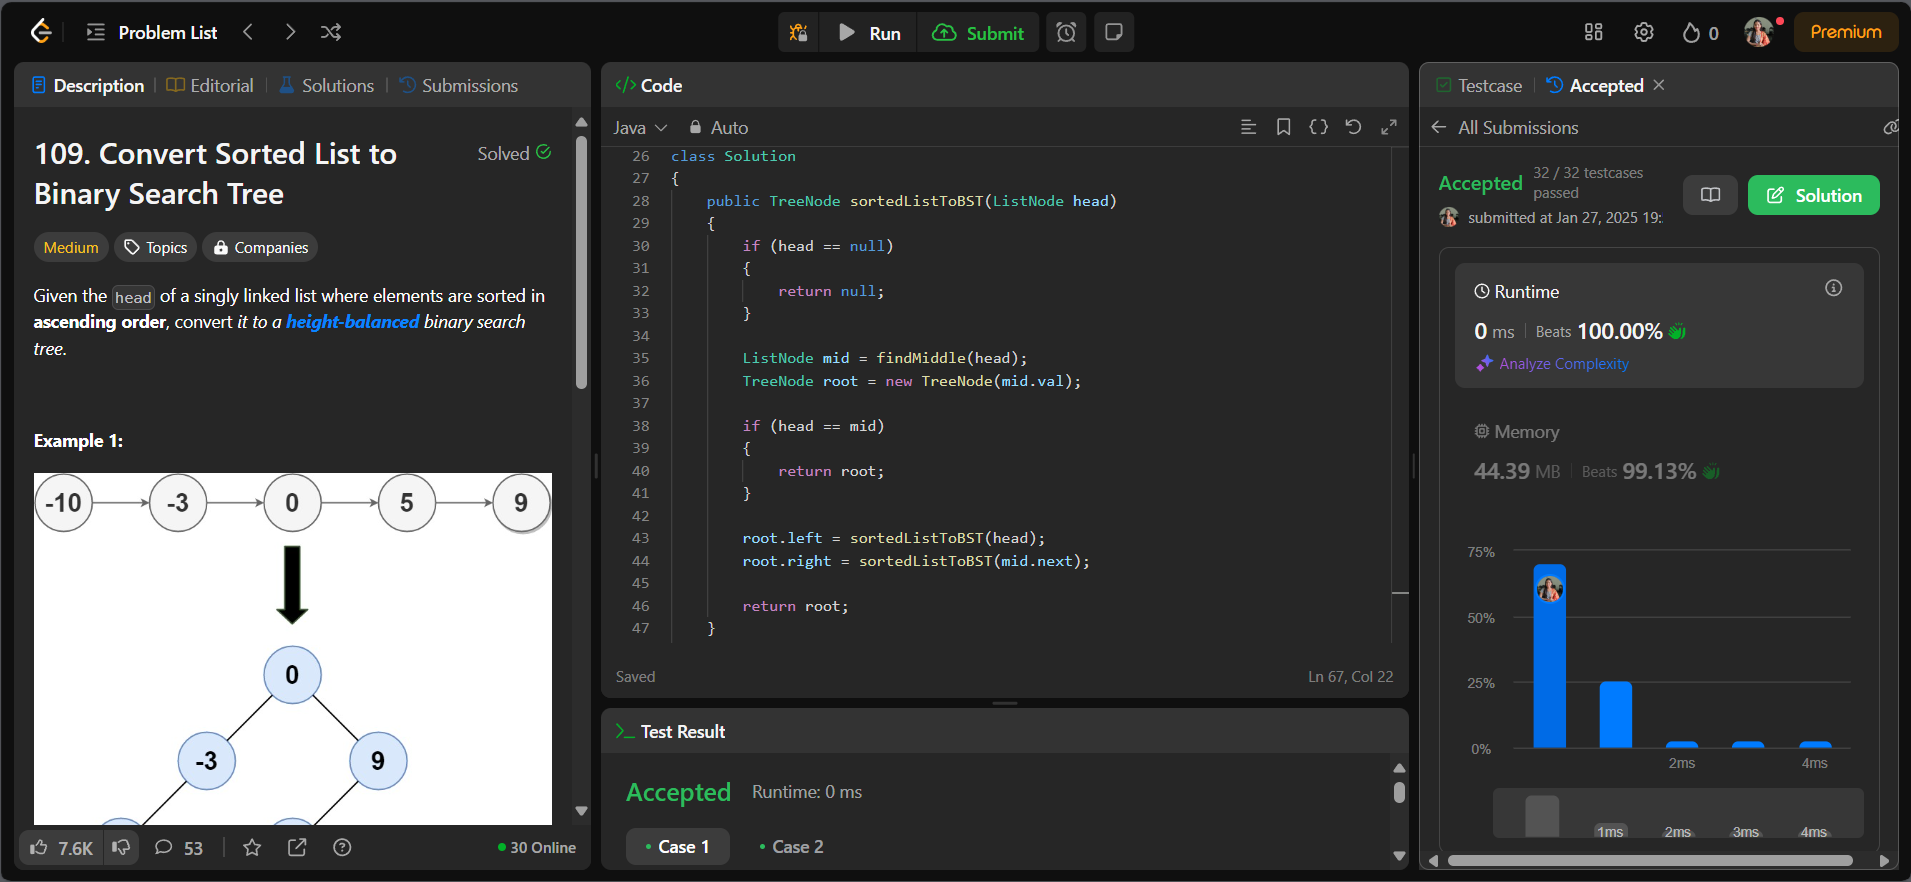 Problem List
Run
Submit
0
Premium
Description
Editorial
Solutions
Submissions
109. Convert Sorted List to
Binary Search Tree
Solved
Medium
Topics
Companies
Given the head of a singly linked list where elements are sorted in
ascending order, convert it to a height-balanced binary search
tree.
Example 1:
-10
-3
0
5
9
0
-3
9
7.6K
53
30 Online
</> Code
Java
Auto
26 class Solution
27 {
28 public TreeNode sortedListToBST(ListNode head)
29 {
30 if (head == null)
31 {
32 return null;
33 }
34
35 ListNode mid = findMiddle(head);
36 TreeNode root = new TreeNode(mid.val);
37
38 if (head == mid)
39 {
40 return root;
41 }
42
43 root.left = sortedListToBST(head);
44 root.right = sortedListToBST(mid.next);
45
46 return root;
47 }
Saved
Ln 67, Col 22
Test Result
Accepted
Runtime: 0 ms
Case 1
Case 2
Testcase
Accepted
All Submissions
Accepted
32 / 32 testcases
passed
submitted at Jan 27, 2025 19:
Solution
Runtime
0 ms
Beats 100.00%
Analyze Complexity
Memory
44.39 MB
Beats 99.13%
75%
50%
25%
0%
2ms
4ms
1ms
2ms
3ms
4ms